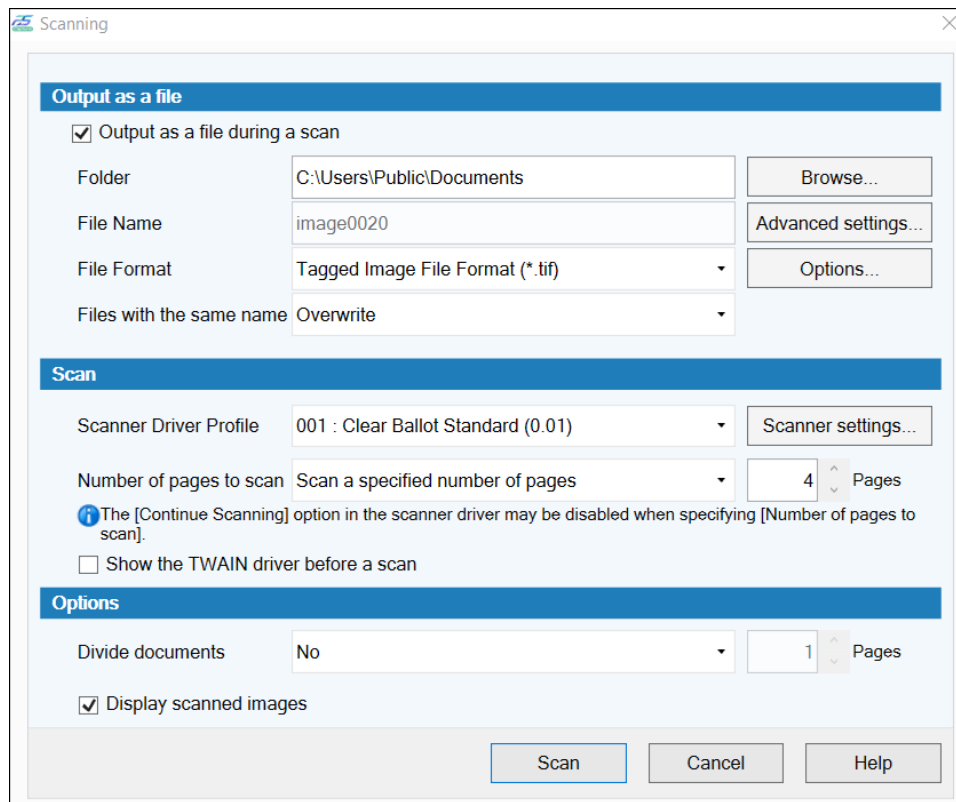 Scanning
Output as a file
Output as a file during a scan
Folder C:\Users\Public\Documents Browse...
File Name image0020 Advanced settings...
File Format Tagged Image File Format (*.tif) Options...
Files with the same name Overwrite
Scan
Scanner Driver Profile 001 : Clear Ballot Standard (0.01) Scanner settings...
Number of pages to scan Scan a specified number of pages 4 Pages
The [Continue Scanning] option in the scanner driver may be disabled when specifying [Number of pages to
scan].
Show the TWAIN driver before a scan
Options
Divide documents No 1 Pages
Display scanned images
Scan Cancel Help